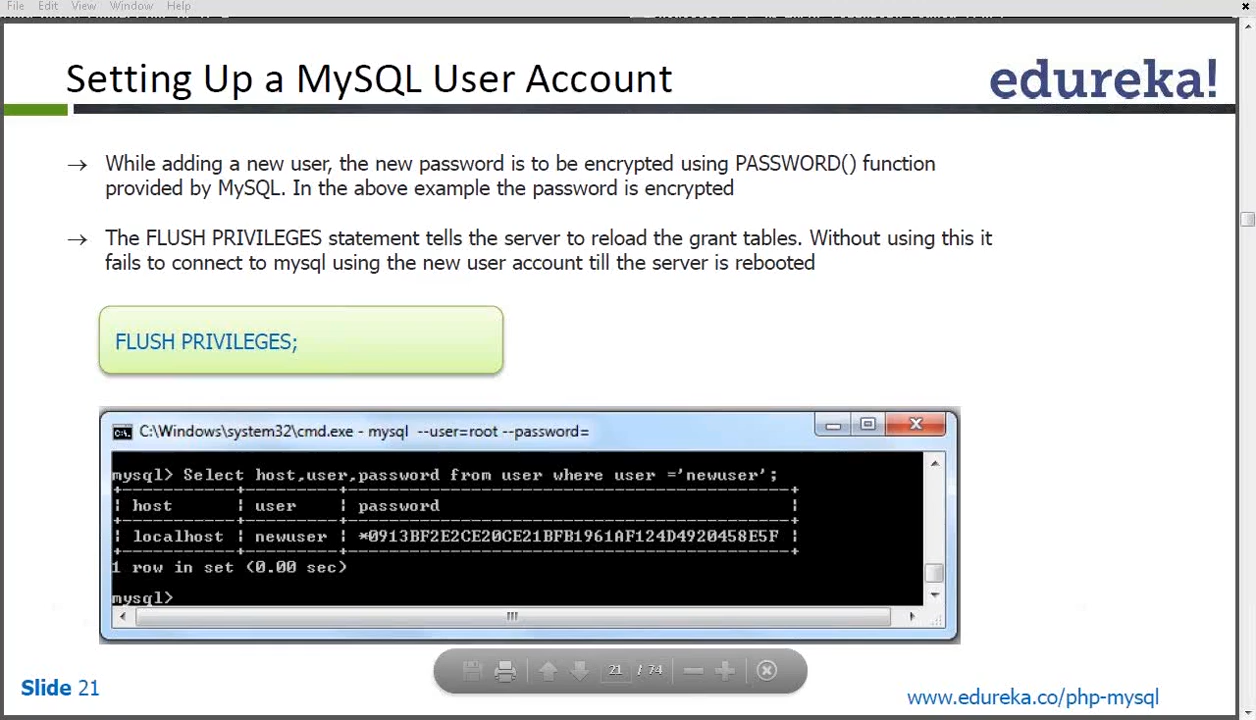 File Edit View Window Help
Setting Up a MySQL User Account
edureka!
→ While adding a new user, the new password is to be encrypted using PASSWORD() function
provided by MySQL. In the above example the password is encrypted
→ The FLUSH PRIVILEGES statement tells the server to reload the grant tables. Without using this it
fails to connect to mysql using the new user account till the server is rebooted
FLUSH PRIVILEGES;
C:\Windows\system32\cmd.exe - mysql --user=root --password=
mysql> Select host,user,password from user where user ='newuser';
host | user | password
localhost | newuser | *0913BF2E2CE20CE21BFB1961AF124D4920458E5F
1 row in set (0.00 sec)
mysql>
21 / 74
Slide 21
www.edureka.co/php-mysql